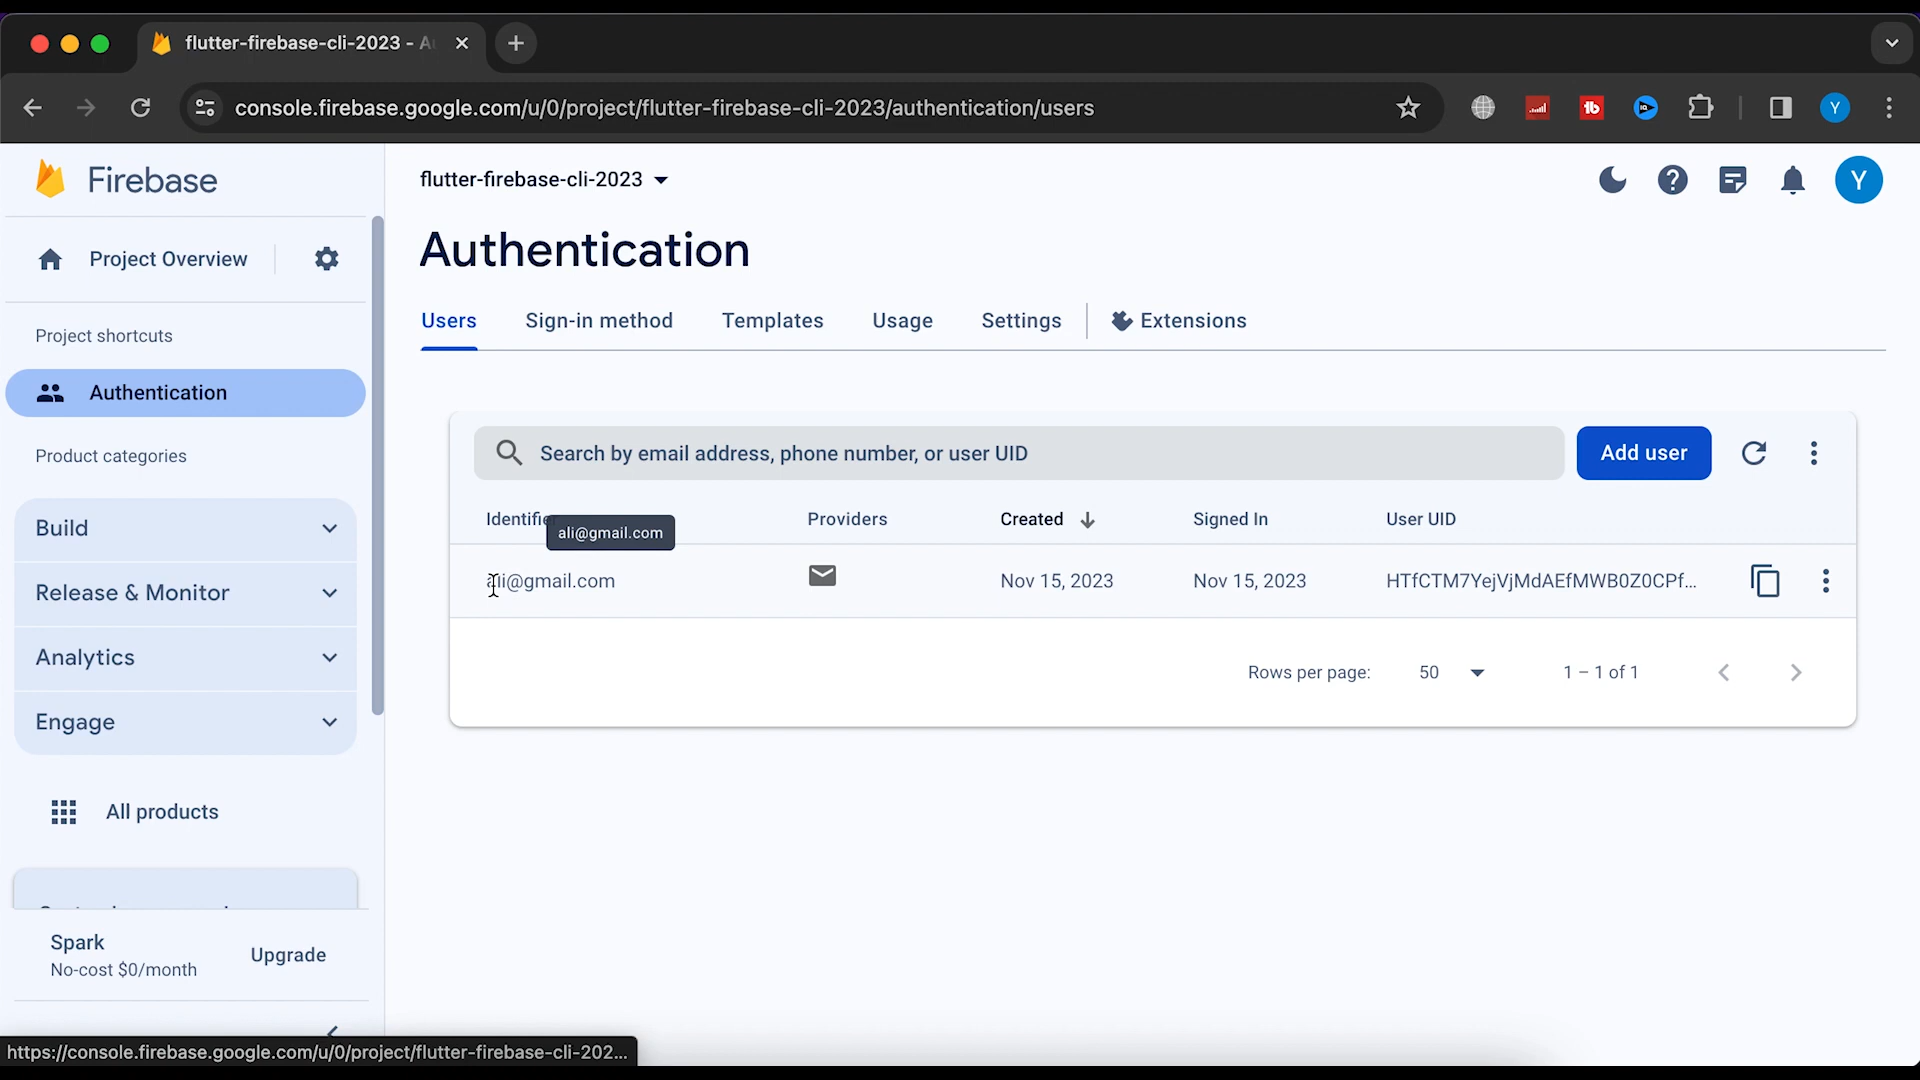 flutter-firebase-cli-2023 - Au
console.firebase.google.com/u/0/project/flutter-firebase-cli-2023/authentication/users
Y
Firebase
flutter-firebase-cli-2023
Y
Project Overview
Authentication
Users
Sign-in method
Templates
Usage
Settings
Extensions
Project shortcuts
Authentication
Product categories
Build
Release & Monitor
Analytics
Engage
All products
Spark
No-cost $0/month
Upgrade
Search by email address, phone number, or user UID
Add user
Identifier
Providers
Created
Signed In
User UID
ali@gmail.com
ali@gmail.com
Nov 15, 2023
Nov 15, 2023
HTfCTM7YejVjMdAEfMWB0Z0CPf...
Rows per page:
50
1 – 1 of 1
https://console.firebase.google.com/u/0/project/flutter-firebase-cli-202...